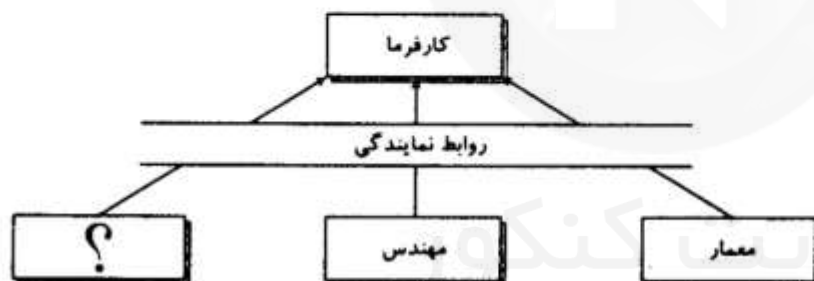 کارفرما
روابط نمایندگی
معمار
مهندس
؟